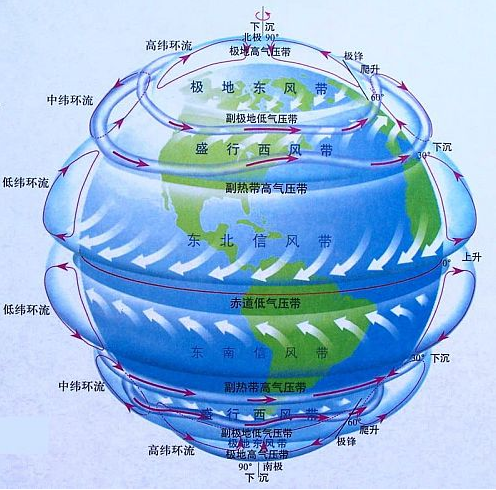 下沉
北极 90°
高纬环流
极地高气压带
极锋
爬升
极地东风带
中纬环流
60°
副极地低气压带
盛行西风带
下沉
30°
低纬环流
副热带高气压带
东北信风带
上升
0°
赤道低气压带
低纬环流
东南信风带
30° 下沉
中纬环流
副热带高气压带
盛行西风带
60°
爬升
副极地低气压带
极锋
极地东风带
高纬环流
极地高气压带
90° 南极
下沉